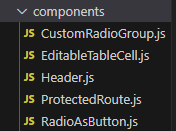 components
JS CustomRadioGroup.js
JS EditableTableCell.js
JS Header.js
JS ProtectedRoute.js
JS RadioAsButton.js